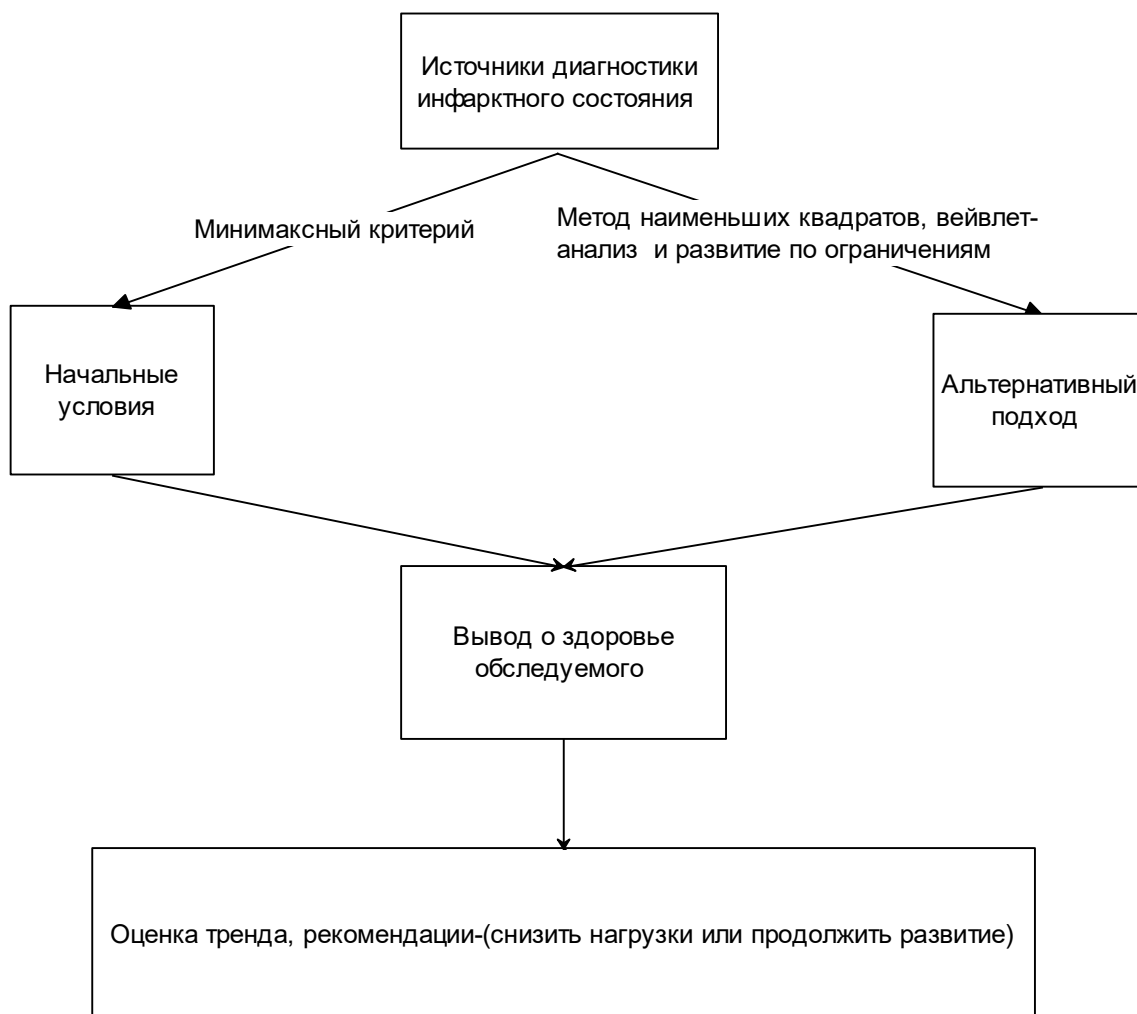 Источники диагностики
инфарктного состояния
Минимаксный критерий
Метод наименьших квадратов, вейвлет-
анализ и развитие по ограничениям
Начальные
условия
Альтернативный
подход
Вывод о здоровье
обследуемого
Оценка тренда, рекомендации-(снизить нагрузки или продолжить развитие)